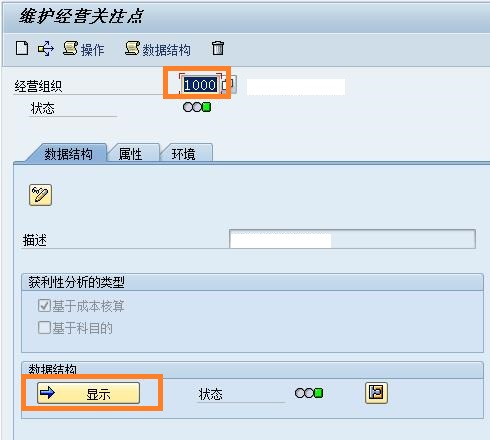 维护经营关注点
操作 数据结构
经营组织 1000
状态
数据结构 属性 环境
描述
获利性分析的类型
基于成本核算
基于科目的
数据结构
显示 状态